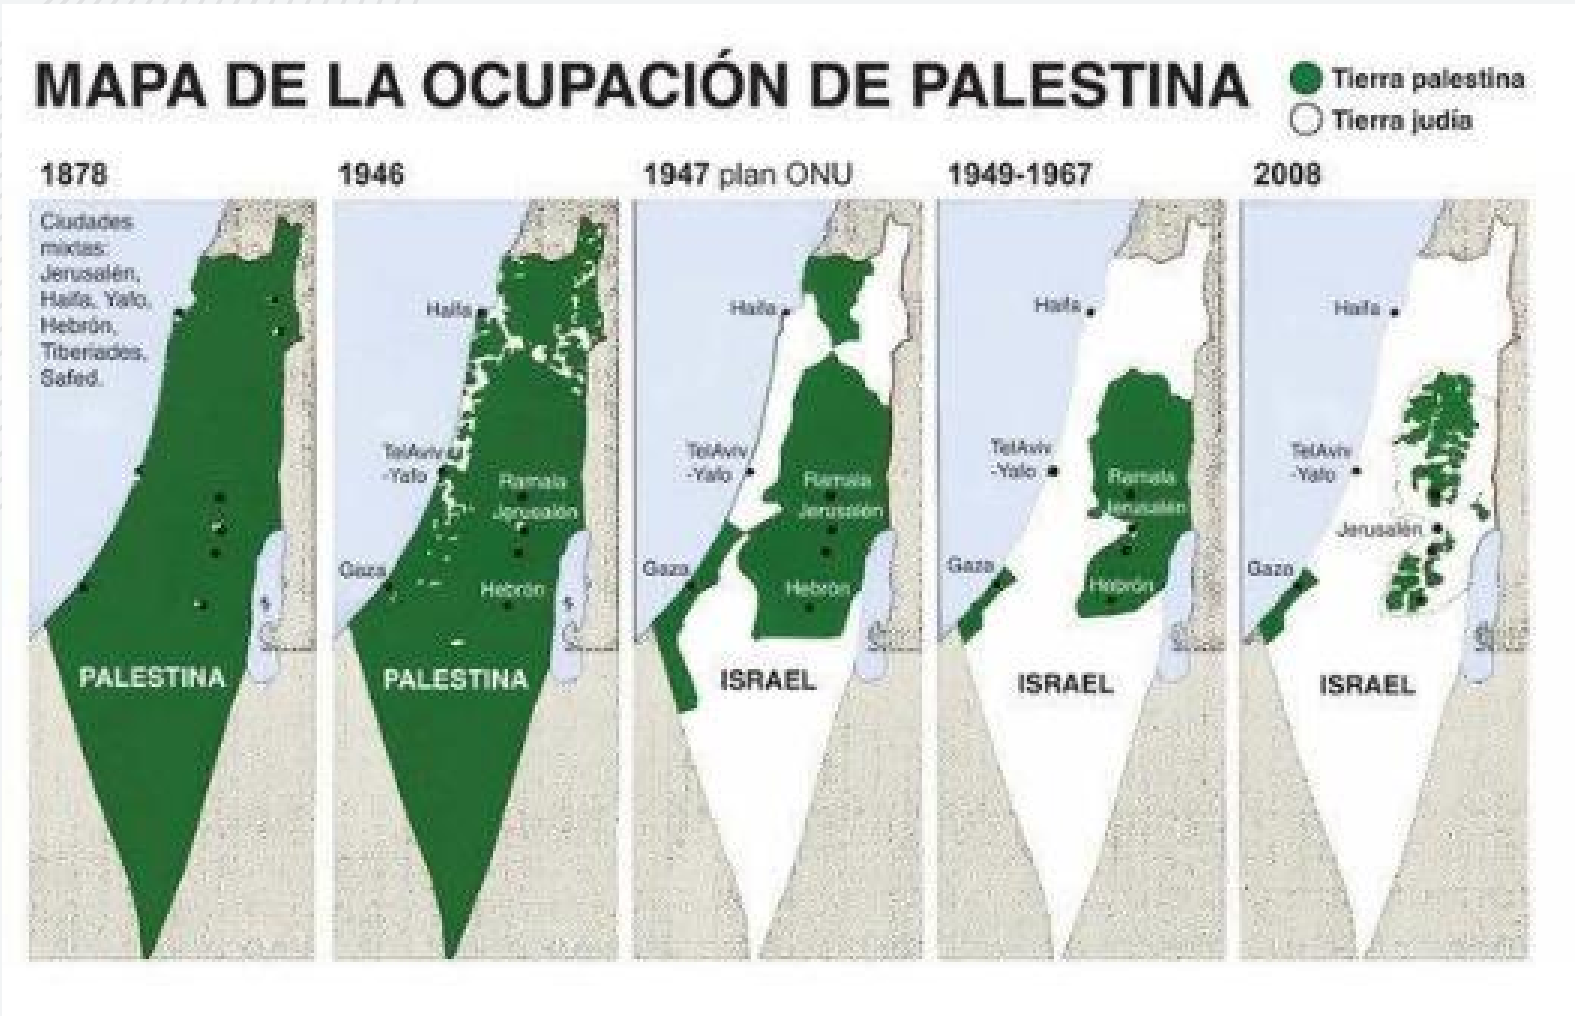 MAPA DE LA OCUPACIÓN DE PALESTINA
Tierra palestina
Tierra judía
1878
Ciudades
mixtas:
Jerusalén,
Haifa, Yafo,
Hebrón,
Tiberiades,
Safed.
PALESTINA
1946
Haifa
TelAviv
-Yafo
Ramala
Jerusalén
Gaza
Hebrón
PALESTINA
1947 plan ONU
Haifa
TelAviv
-Yafo
Ramala
Jerusalén
Gaza
Hebrón
ISRAEL
1949-1967
Haifa
TelAviv
-Yafo
Ramala
Jerusalén
Gaza
Hebrón
ISRAEL
2008
Haifa
TelAviv
-Yafo
Jerusalén
Gaza
ISRAEL